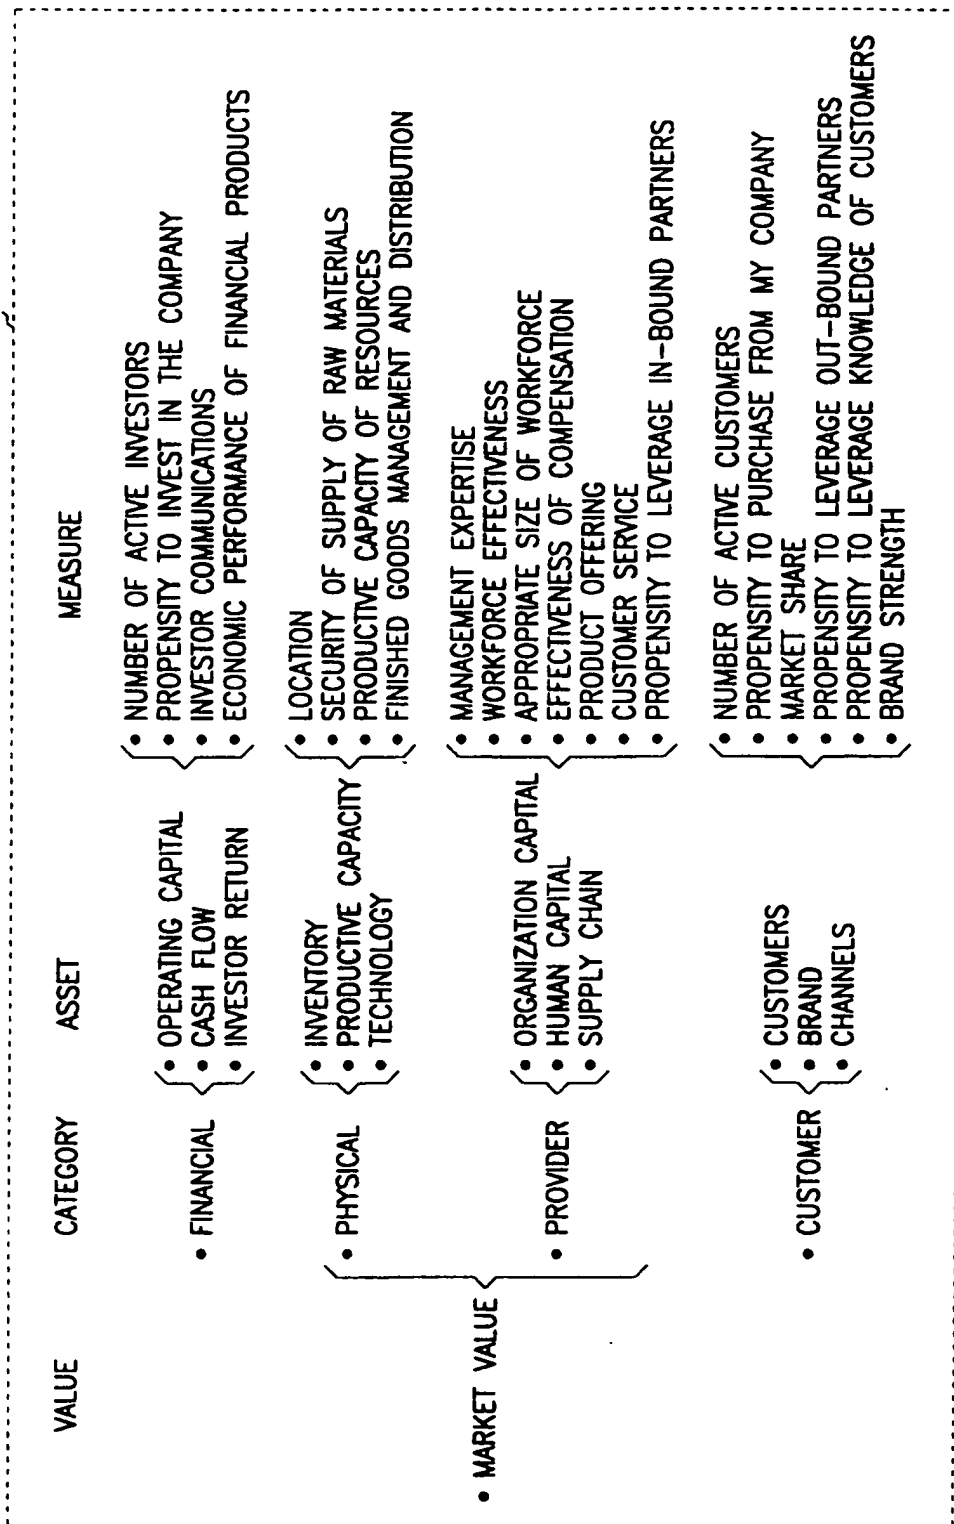 VALUE CATEGORY ASSET MEASURE
• MARKET VALUE
• FINANCIAL
• OPERATING CAPITAL
• CASH FLOW
• INVESTOR RETURN
• NUMBER OF ACTIVE INVESTORS
• PROPENSITY TO INVEST IN THE COMPANY
• INVESTOR COMMUNICATIONS
• ECONOMIC PERFORMANCE OF FINANCIAL PRODUCTS
• PHYSICAL
• INVENTORY
• PRODUCTIVE CAPACITY
• TECHNOLOGY
• LOCATION
• SECURITY OF SUPPLY OF RAW MATERIALS
• PRODUCTIVE CAPACITY OF RESOURCES
• FINISHED GOODS MANAGEMENT AND DISTRIBUTION
• PROVIDER
• ORGANIZATION CAPITAL
• HUMAN CAPITAL
• SUPPLY CHAIN
• MANAGEMENT EXPERTISE
• WORKFORCE EFFECTIVENESS
• APPROPRIATE SIZE OF WORKFORCE
• EFFECTIVENESS OF COMPENSATION
• PRODUCT OFFERING
• CUSTOMER SERVICE
• PROPENSITY TO LEVERAGE IN-BOUND PARTNERS
• CUSTOMER
• CUSTOMERS
• BRAND
• CHANNELS
• NUMBER OF ACTIVE CUSTOMERS
• PROPENSITY TO PURCHASE FROM MY COMPANY
• MARKET SHARE
• PROPENSITY TO LEVERAGE OUT-BOUND PARTNERS
• PROPENSITY TO LEVERAGE KNOWLEDGE OF CUSTOMERS
• BRAND STRENGTH